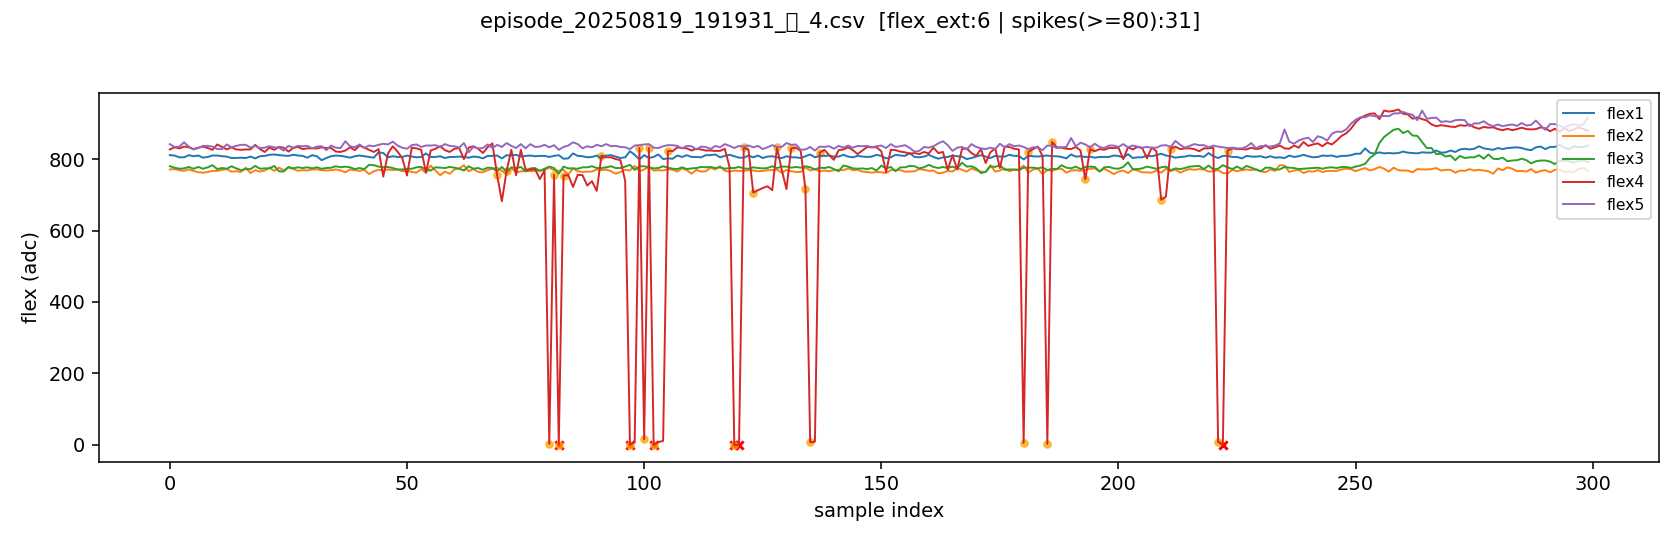 episode_20250819_191931_▯_4.csv [flex_ext:6 | spikes(>=80):31]
flex (adc)
800
600
400
200
0
0 50 100 150 200 250 300
sample index
flex1
flex2
flex3
flex4
flex5